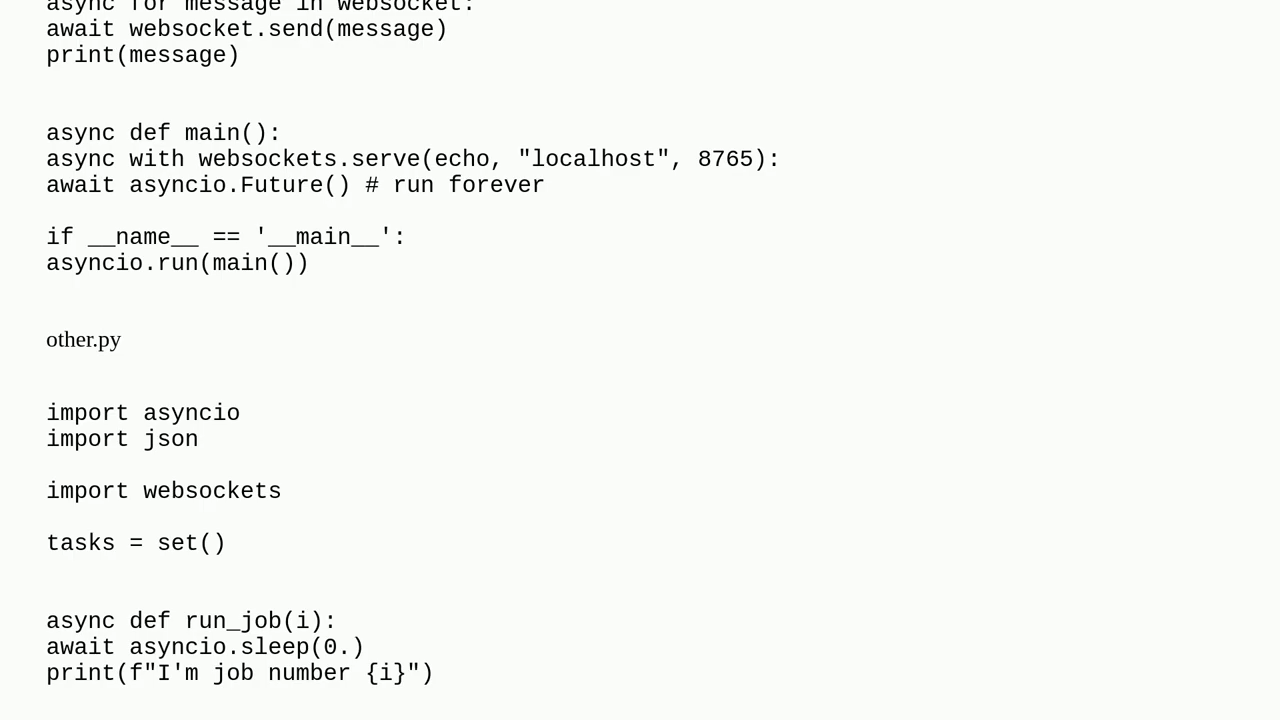 async for message in websocket:
await websocket.send(message)
print(message)
async def main():
async with websockets.serve(echo, "localhost", 8765):
await asyncio.Future() # run forever
if __name__ == '__main__':
asyncio.run(main())
other.py
import asyncio
import json
import websockets
tasks = set()
async def run_job(i):
await asyncio.sleep(0.)
print(f"I'm job number {i}")